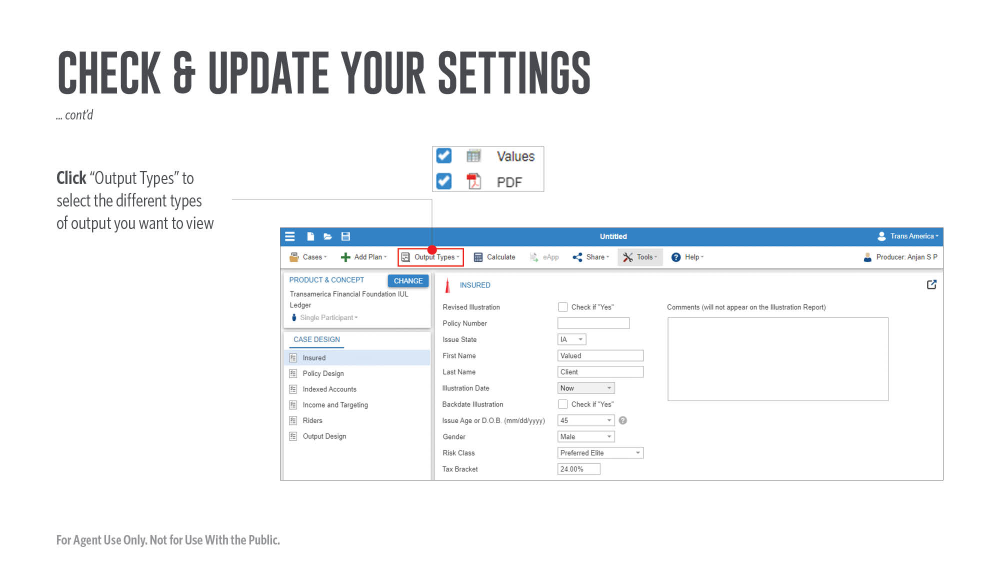 CHECK & UPDATE YOUR SETTINGS
... cont'd
Click “Output Types” to
select the different types
of output you want to view
Values
PDF
Untitled
Trans America
Cases
Add Plan
Output Types
Calculate
eApp
Share
Tools
Help
Producer: Anjan S P
PRODUCT & CONCEPT
CHANGE
Transamerica Financial Foundation IUL
Ledger
Single Participant
CASE DESIGN
Insured
Policy Design
Indexed Accounts
Income and Targeting
Riders
Output Design
INSURED
Revised Illustration
Check if "Yes"
Comments (will not appear on the Illustration Report)
Policy Number
Issue State
IA
First Name
Valued
Last Name
Client
Illustration Date
Now
Backdate Illustration
Check if "Yes"
Issue Age or D.O.B. (mm/dd/yyyy)
45
Gender
Male
Risk Class
Preferred Elite
Tax Bracket
24.00%
For Agent Use Only. Not for Use With the Public.